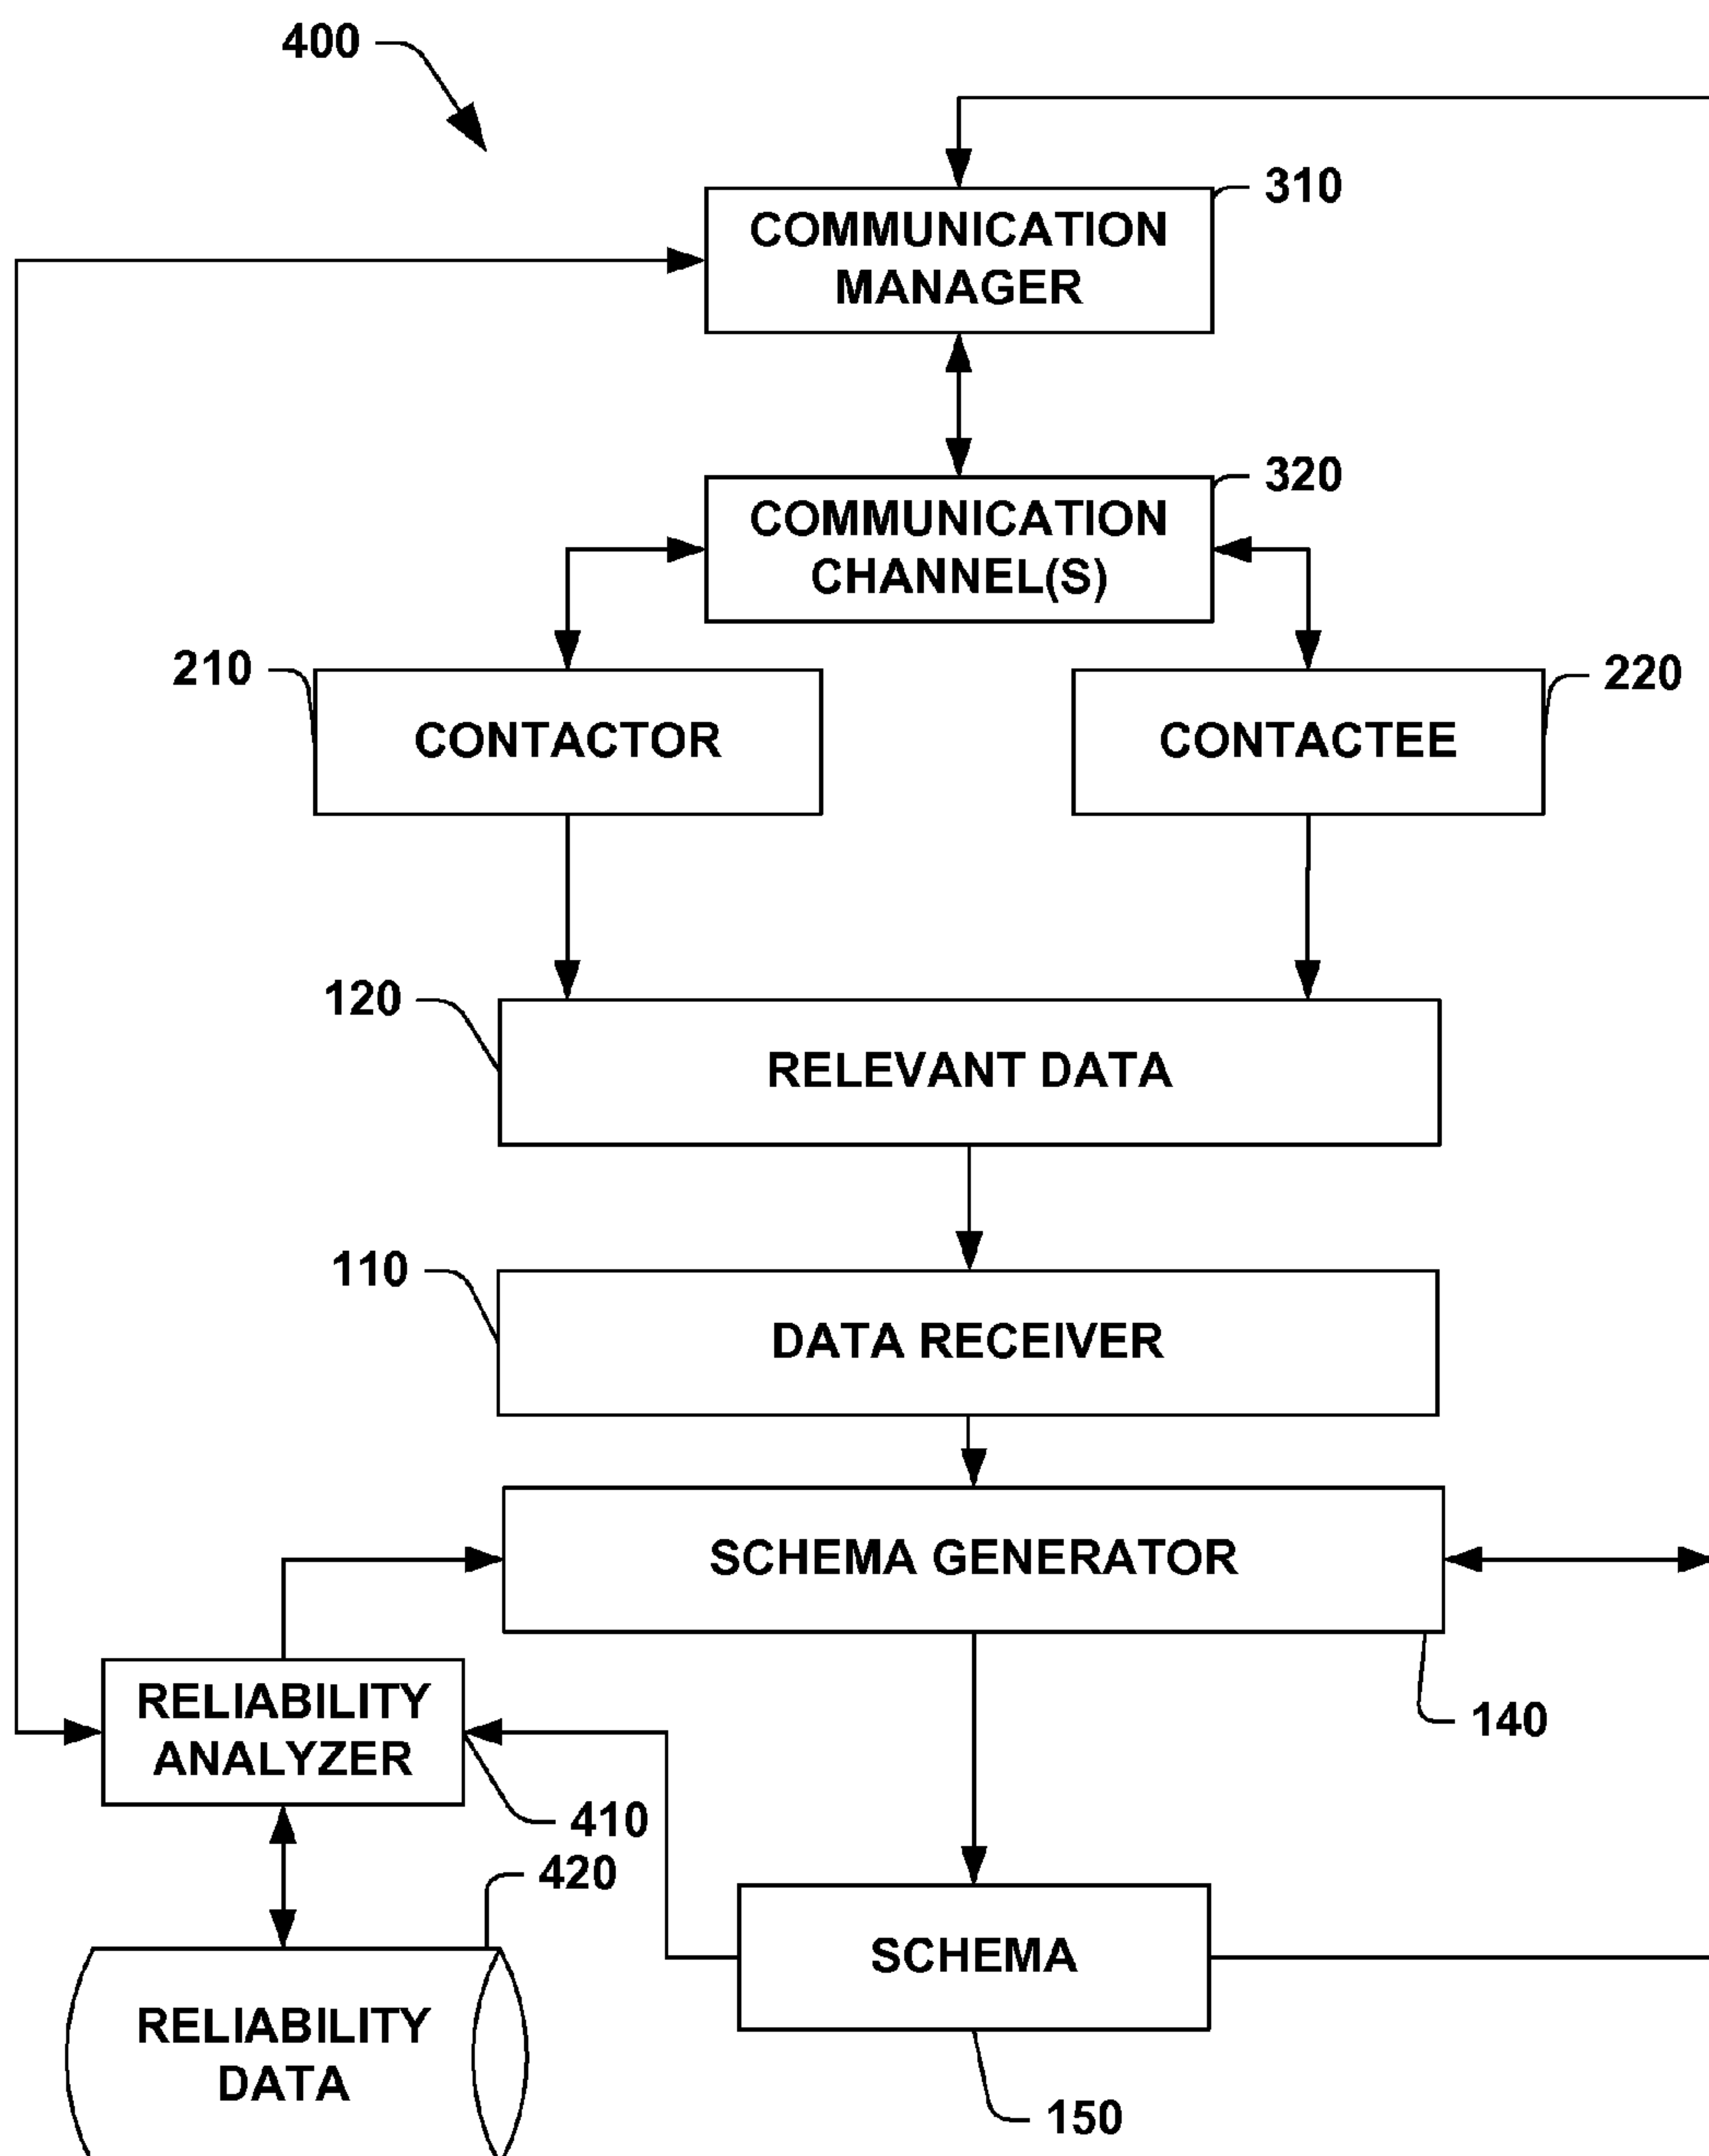 400
310
COMMUNICATION
MANAGER
320
COMMUNICATION
CHANNEL(S)
210
220
CONTACTOR
CONTACTEE
120
RELEVANT DATA
110
DATA RECEIVER
SCHEMA GENERATOR
140
RELIABILITY
ANALYZER
410
420
SCHEMA
RELIABILITY
DATA
150